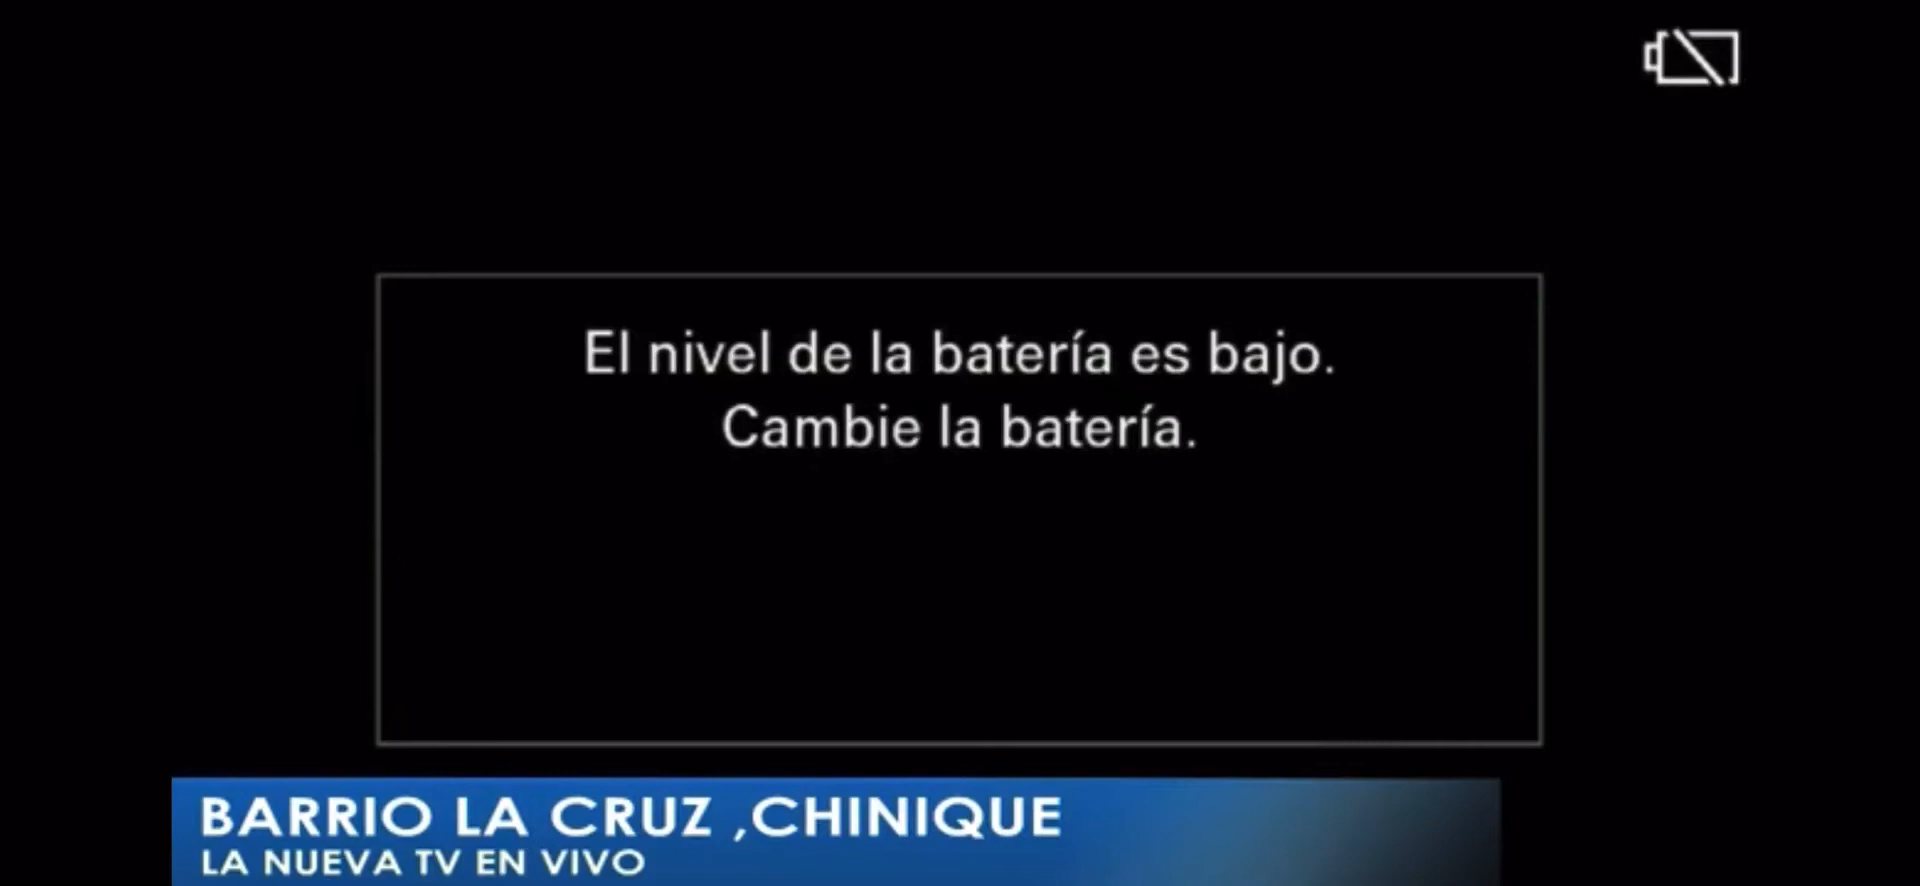 El nivel de la batería es bajo.
Cambie la batería.
BARRIO LA CRUZ ,CHINIQUE
LA NUEVA TV EN VIVO